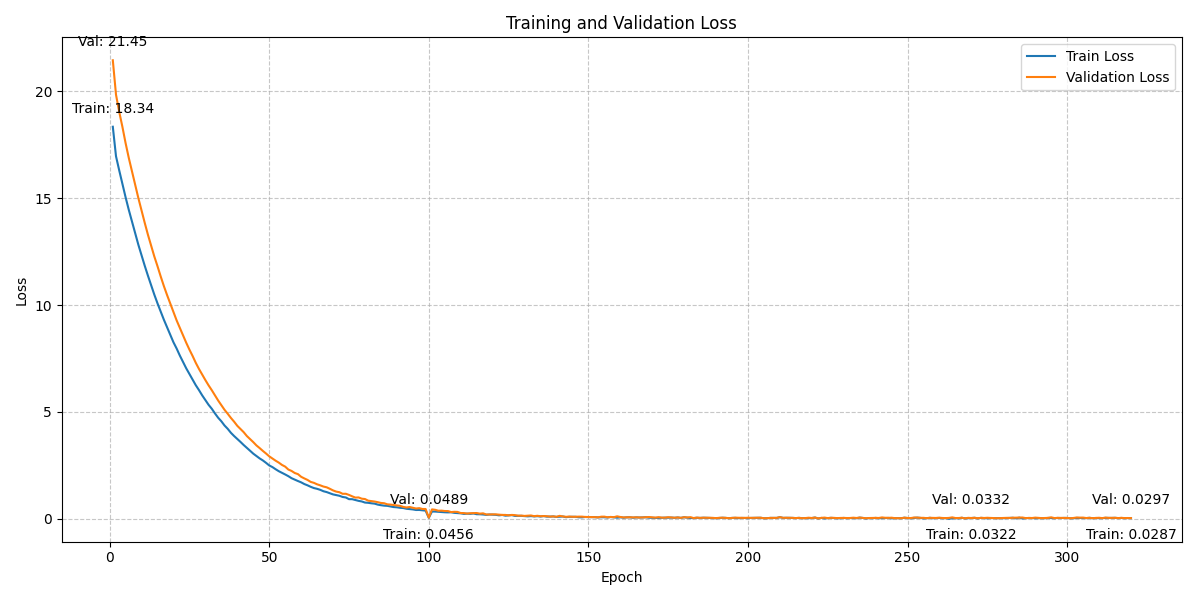 Training and Validation Loss
Val: 21.45
Train: 18.34
Train Loss
Validation Loss
Loss
20
15
10
5
0
Val: 0.0489
Val: 0.0332
Val: 0.0297
Train: 0.0456
Train: 0.0322
Train: 0.0287
0
50
100
150
200
250
300
Epoch